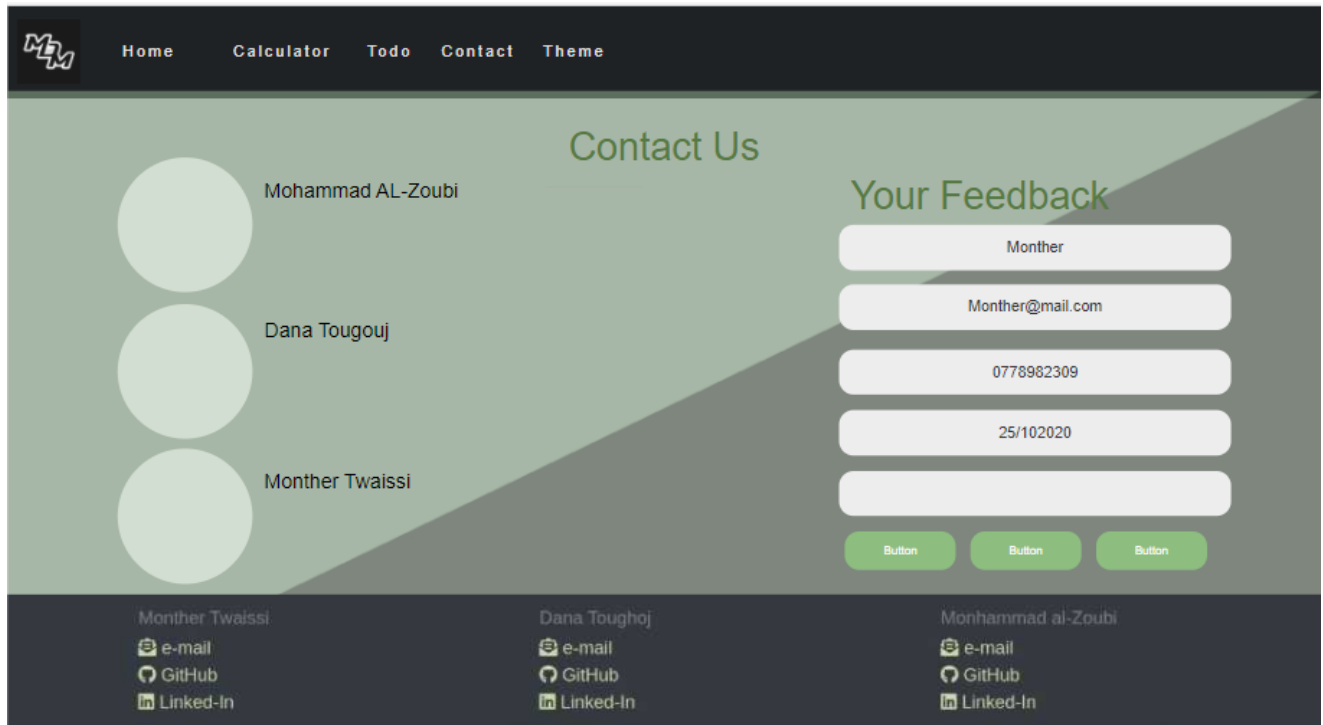 MDM
Home Calculator Todo Contact Theme
Contact Us
Mohammad AL-Zoubi
Dana Tougouj
Monther Twaissi
Your Feedback
Monther
Monther@mail.com
0778982309
25/102020
Button Button Button
Monther Twaissi
e-mail
GitHub
Linked-In
Dana Toughoj
e-mail
GitHub
Linked-In
Monhammad al-Zoubi
e-mail
GitHub
Linked-In